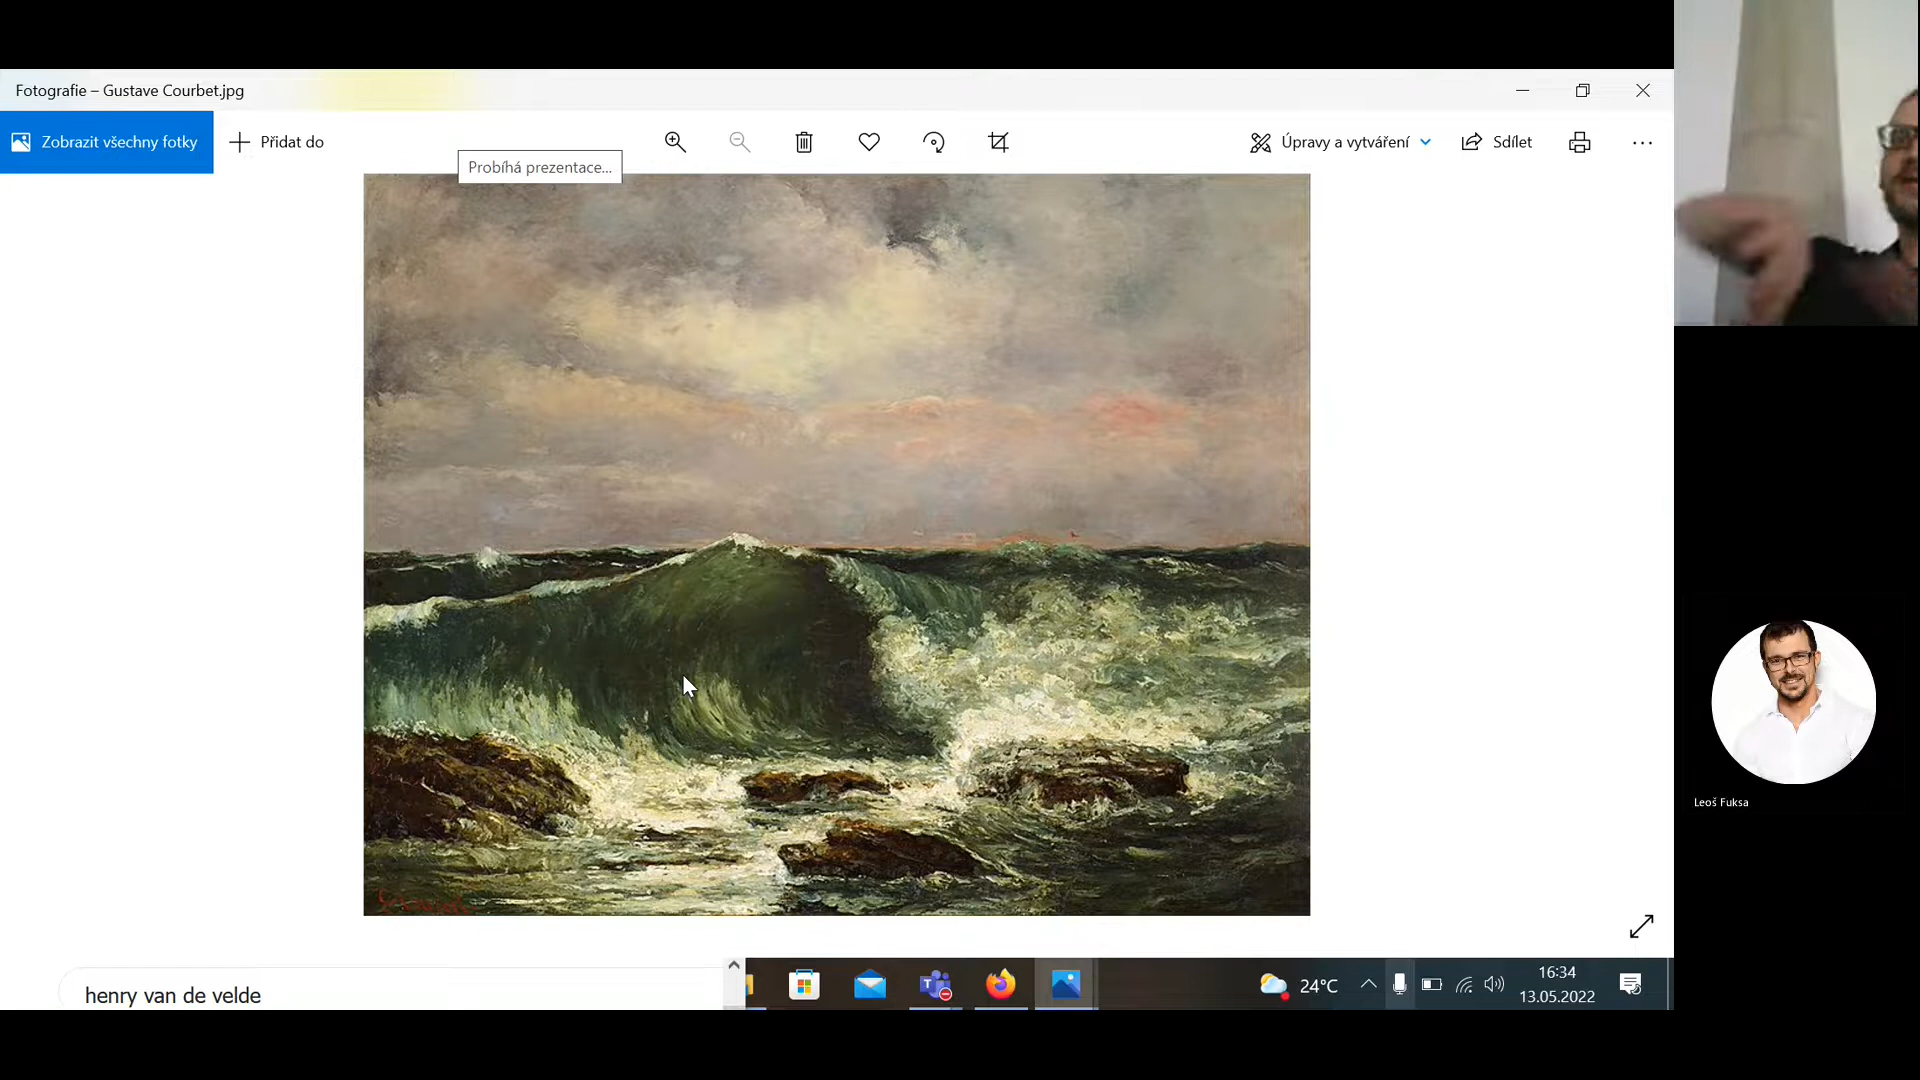 Fotografie – Gustave Courbet.jpg
Zobrazit všechny fotky
Přidat do
Úpravy a vytváření
Sdílet
Probíhá prezentace...
Leoš Fuksa
henry van de velde
24°C
16:34
13.05.2022